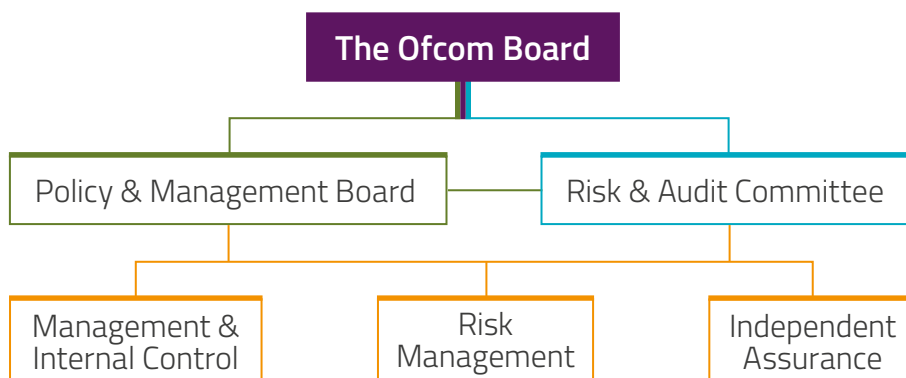 The Ofcom Board
Policy & Management Board
Risk & Audit Committee
Management &
Internal Control
Risk
Management
Independent
Assurance